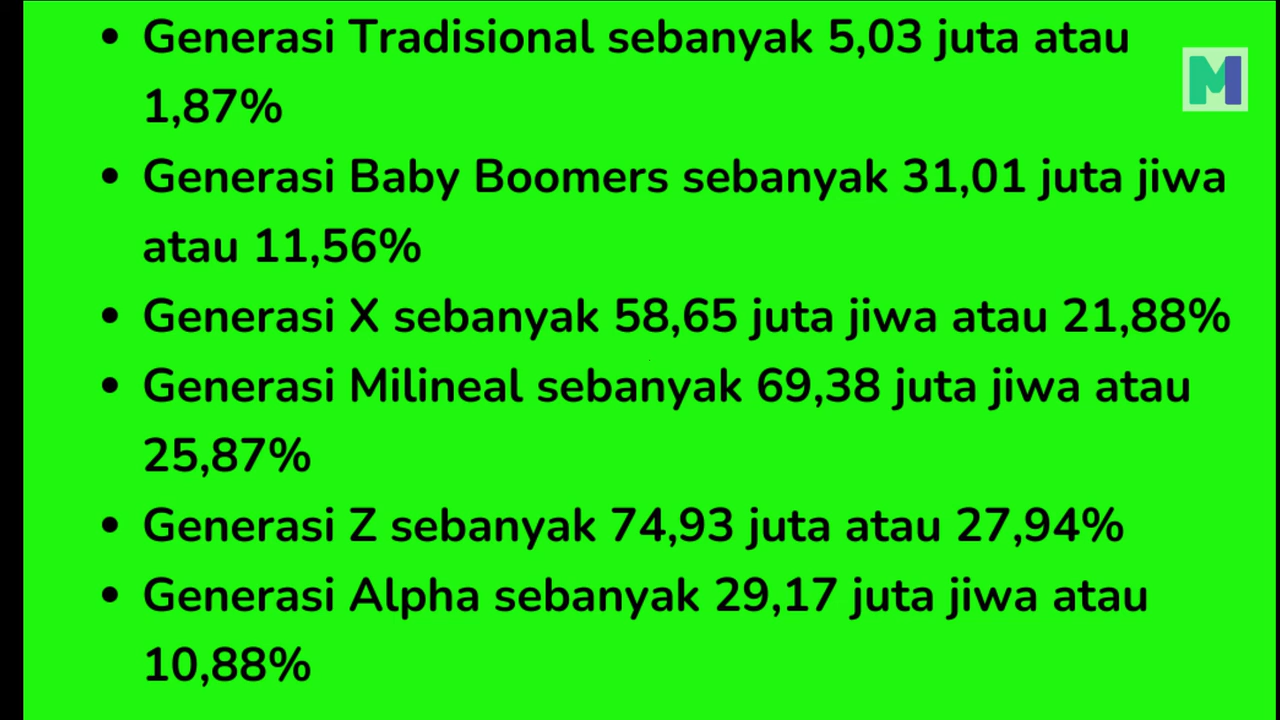 • Generasi Tradisional sebanyak 5,03 juta atau
1,87%
• Generasi Baby Boomers sebanyak 31,01 juta jiwa
atau 11,56%
• Generasi X sebanyak 58,65 juta jiwa atau 21,88%
• Generasi Milineal sebanyak 69,38 juta jiwa atau
25,87%
• Generasi Z sebanyak 74,93 juta atau 27,94%
• Generasi Alpha sebanyak 29,17 juta jiwa atau
10,88%
M